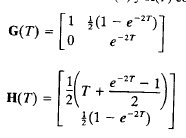 G(T) = [1 ½(1 − e⁻²ᵀ)
0 e⁻²ᵀ]
H(T) = [1/2(T + (e⁻²ᵀ − 1)/2
½(1 − e⁻²ᵀ)]